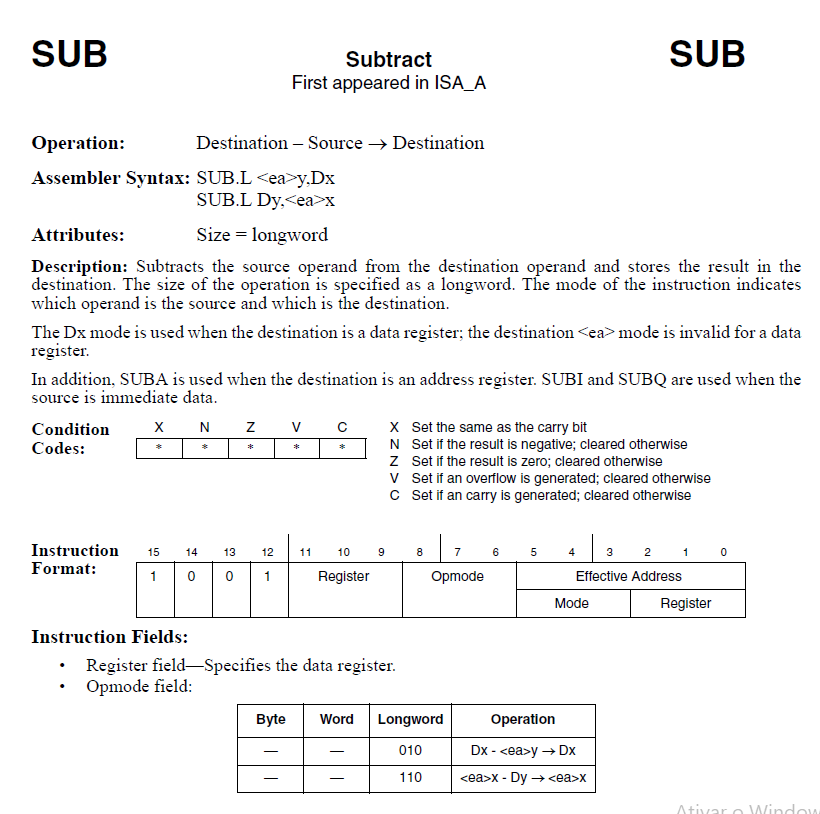 SUB Subtract SUB
First appeared in ISA_A
Operation: Destination – Source → Destination
Assembler Syntax: SUB.L <ea>y,Dx
SUB.L Dy,<ea>x
Attributes: Size = longword
Description: Subtracts the source operand from the destination operand and stores the result in the
destination. The size of the operation is specified as a longword. The mode of the instruction indicates
which operand is the source and which is the destination.
The Dx mode is used when the destination is a data register; the destination <ea> mode is invalid for a data
register.
In addition, SUBA is used when the destination is an address register. SUBI and SUBQ are used when the
source is immediate data.
Condition
Codes:
X N Z V C
* * * * *
X Set the same as the carry bit
N Set if the result is negative; cleared otherwise
Z Set if the result is zero; cleared otherwise
V Set if an overflow is generated; cleared otherwise
C Set if an carry is generated; cleared otherwise
Instruction
Format:
15 14 13 12 11 10 9 8 7 6 5 4 3 2 1 0
1 0 0 1 Register Opmode Effective Address
Mode Register
Instruction Fields:
• Register field—Specifies the data register.
• Opmode field:
Byte Word Longword Operation
— — 010 Dx - <ea>y → Dx
— — 110 <ea>x - Dy → <ea>x
Ativar o Window